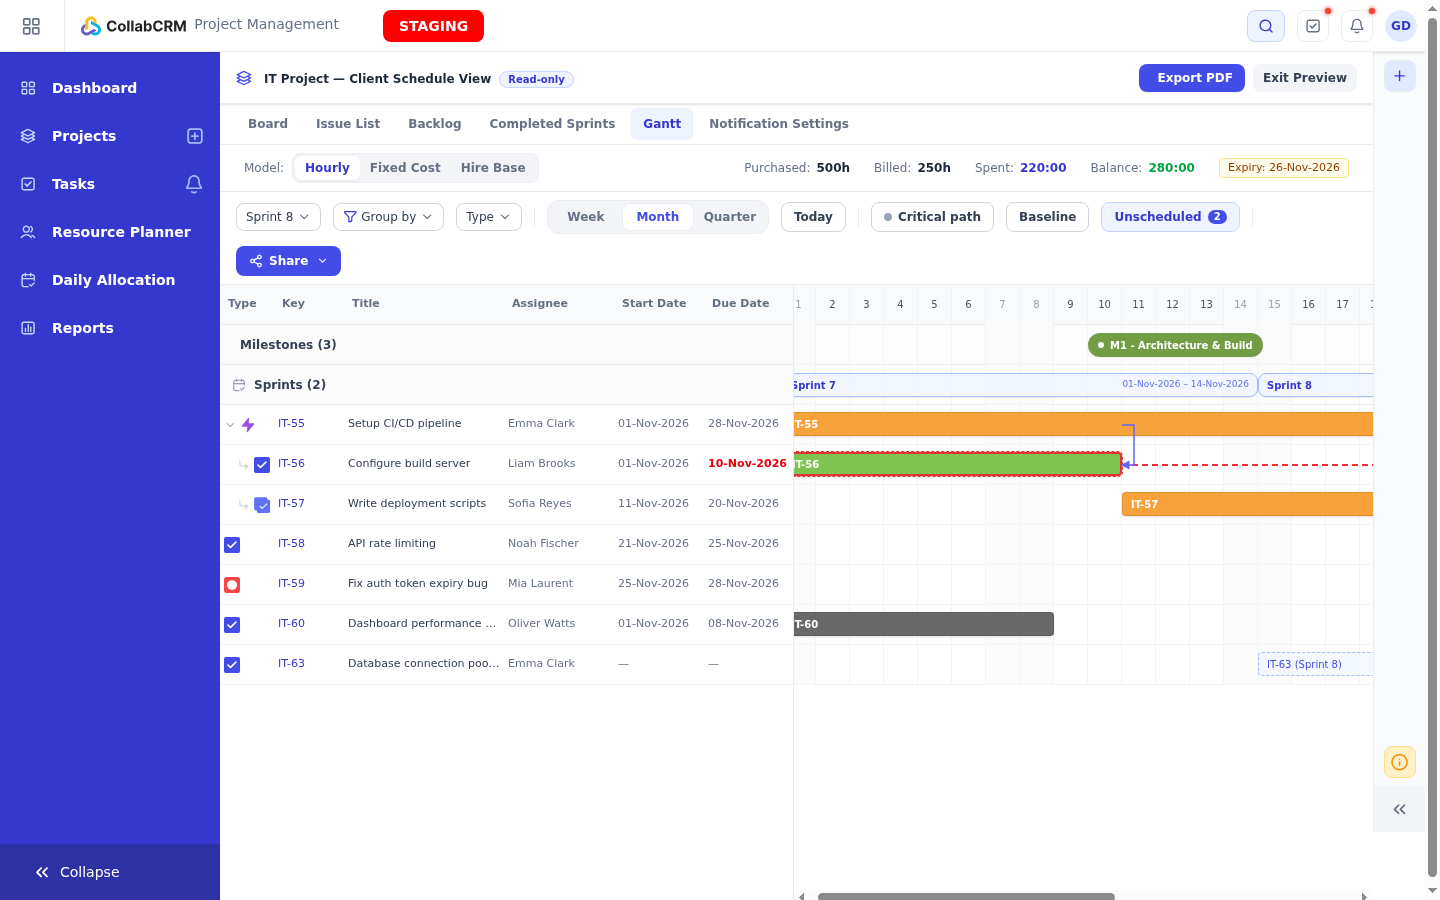 CollabCRM Project Management STAGING GD
Dashboard
Projects
Tasks
Resource Planner
Daily Allocation
Reports
Collapse
IT Project — Client Schedule View Read-only Export PDF Exit Preview
Board Issue List Backlog Completed Sprints Gantt Notification Settings
Model: Hourly Fixed Cost Hire Base Purchased: 500h Billed: 250h Spent: 220:00 Balance: 280:00 Expiry: 26-Nov-2026
Sprint 8 Group by Type Week Month Quarter Today Critical path Baseline Unscheduled 2
Share
Type Key Title Assignee Start Date Due Date 1 2 3 4 5 6 7 8 9 10 11 12 13 14 15 16 17
Milestones (3) M1 - Architecture & Build
Sprints (2) Sprint 7 01-Nov-2026 – 14-Nov-2026 Sprint 8
IT-55 Setup CI/CD pipeline Emma Clark 01-Nov-2026 28-Nov-2026 IT-55
IT-56 Configure build server Liam Brooks 01-Nov-2026 10-Nov-2026 IT-56
IT-57 Write deployment scripts Sofia Reyes 11-Nov-2026 20-Nov-2026 IT-57
IT-58 API rate limiting Noah Fischer 21-Nov-2026 25-Nov-2026
IT-59 Fix auth token expiry bug Mia Laurent 25-Nov-2026 28-Nov-2026
IT-60 Dashboard performance ... Oliver Watts 01-Nov-2026 08-Nov-2026 IT-60
IT-63 Database connection poo... Emma Clark — — IT-63 (Sprint 8)